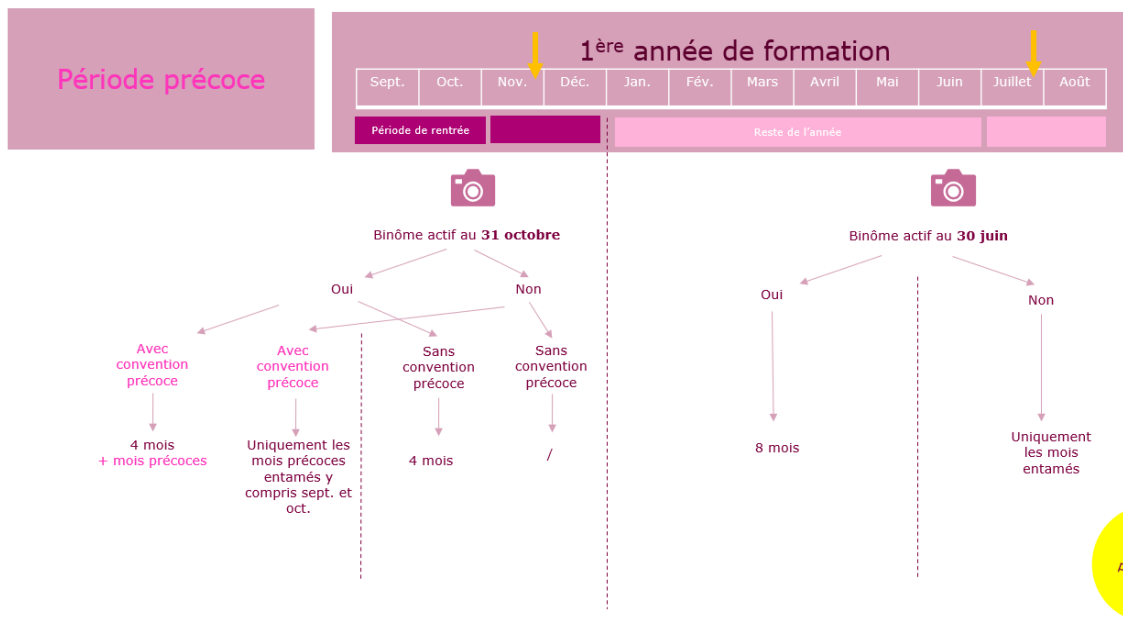 Période précoce
1ère année de formation
Sept. Oct. Nov. Déc. Jan. Fév. Mars Avril Mai Juin Juillet Août
Période de rentrée
Reste de l'année
Binôme actif au 31 octobre
Oui
Non
Avec
convention
précoce
Avec
convention
précoce
Sans
convention
précoce
Sans
convention
précoce
4 mois
+ mois précoces
Uniquement les
mois précoces
entamés y
compris sept. et
oct.
4 mois
/
Binôme actif au 30 juin
Oui
Non
8 mois
Uniquement
les mois
entamés